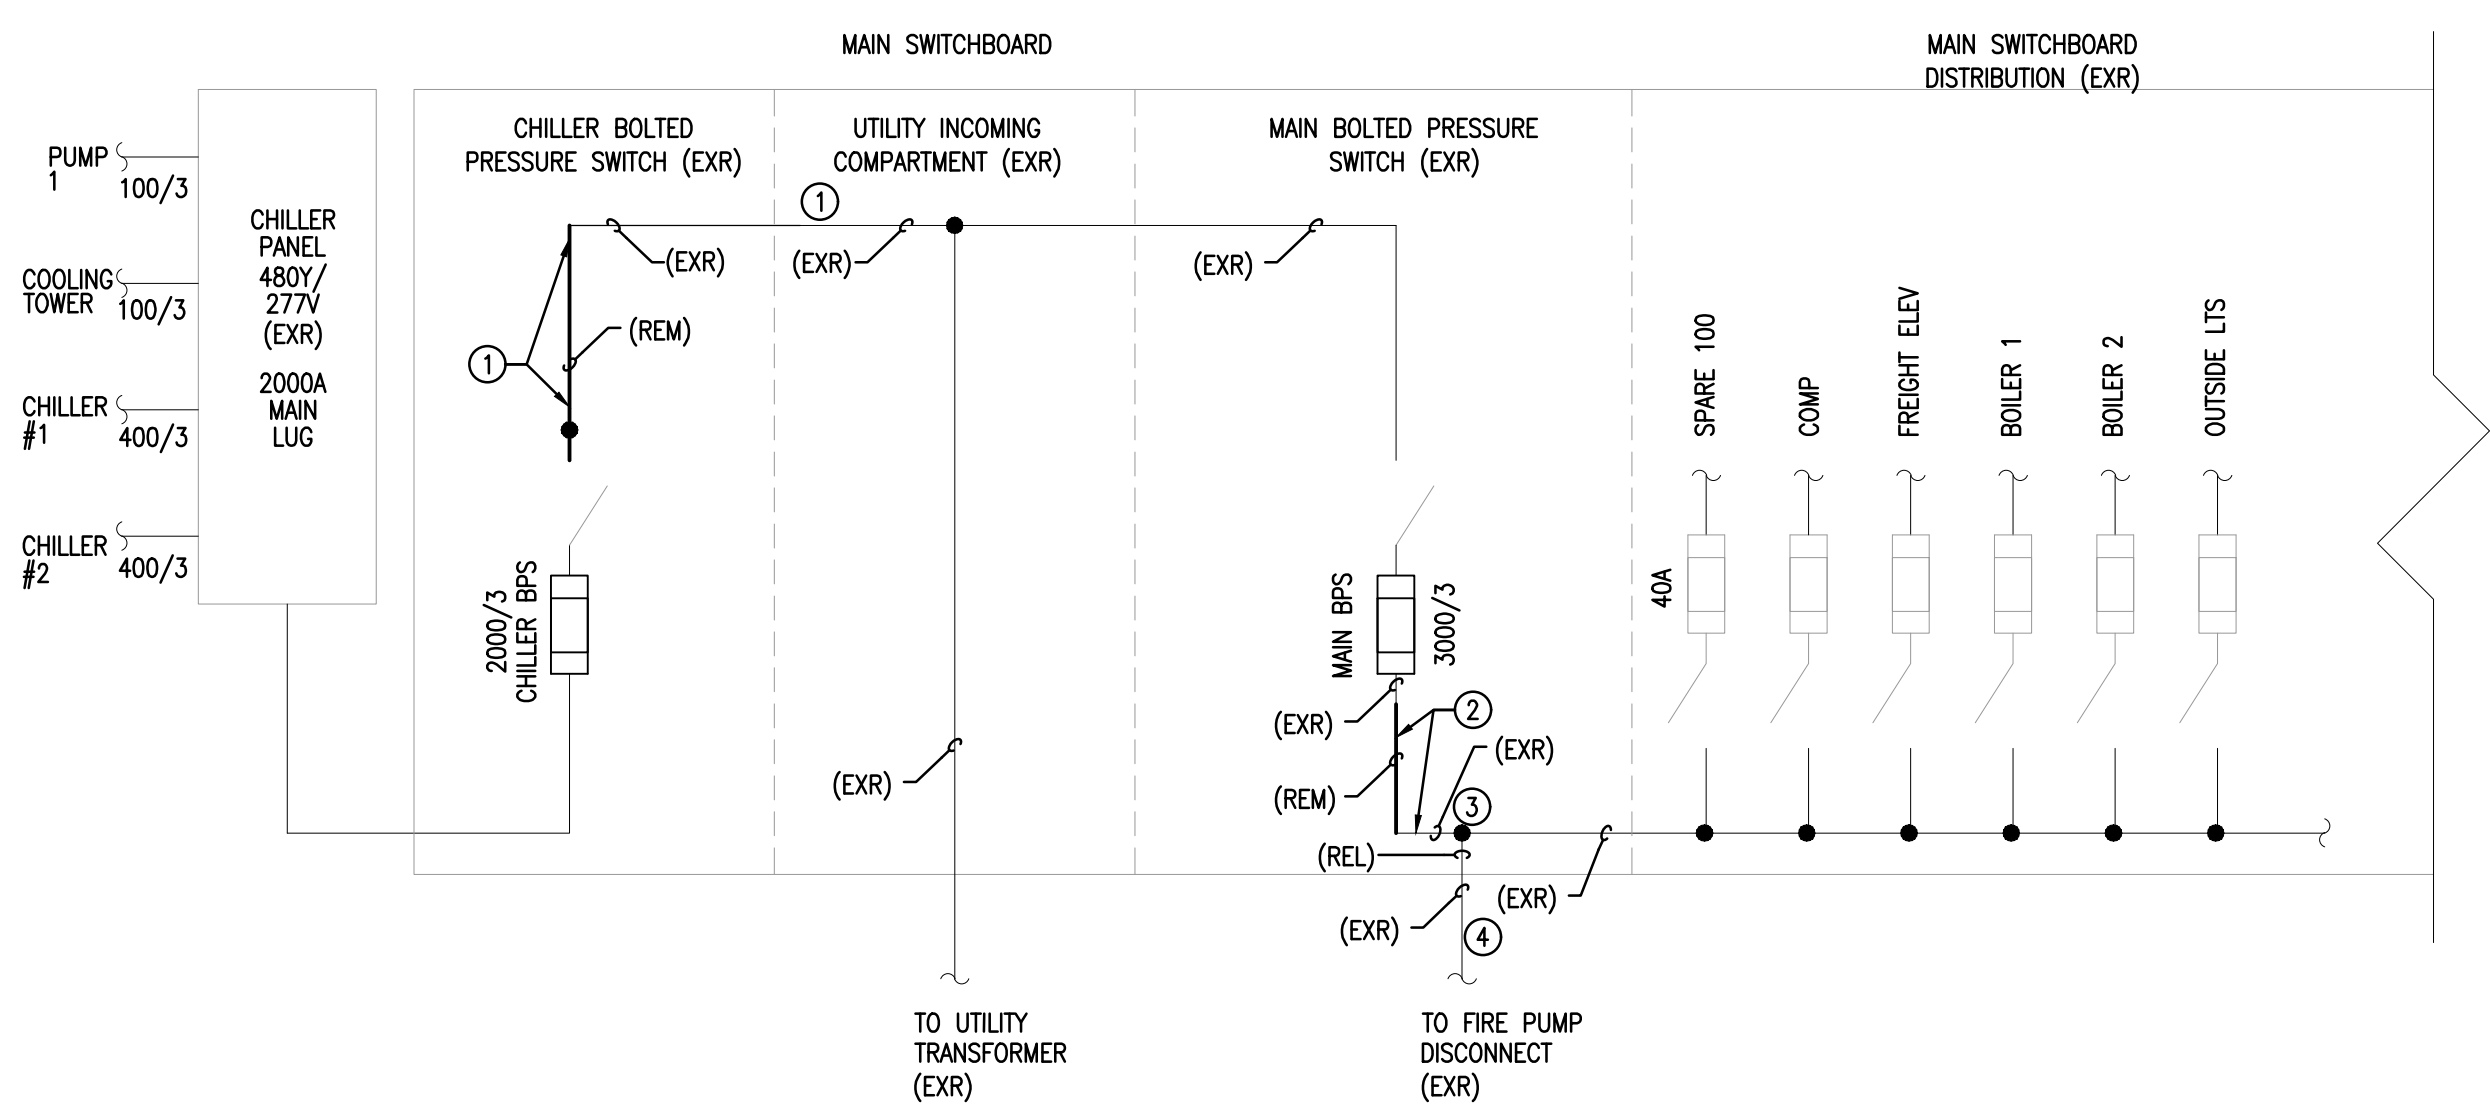 MAIN SWITCHBOARD
MAIN SWITCHBOARD
DISTRIBUTION (EXR)
PUMP
1
100/3
COOLING
TOWER
100/3
CHILLER
#1
400/3
CHILLER
#2
400/3
CHILLER
PANEL
480Y/
277V
(EXR)
2000A
MAIN
LUG
CHILLER BOLTED
PRESSURE SWITCH (EXR)
1
(EXR)
(REM)
1
2000/3
CHILLER BPS
UTILITY INCOMING
COMPARTMENT (EXR)
(EXR)
(EXR)
TO UTILITY
TRANSFORMER
(EXR)
MAIN BOLTED PRESSURE
SWITCH (EXR)
(EXR)
MAIN BPS
3000/3
(EXR)
2
(EXR)
(REM)
3
(REL)
(EXR)
(EXR)
4
TO FIRE PUMP
DISCONNECT
(EXR)
SPARE 100
COMP
FREIGHT ELEV
BOILER 1
BOILER 2
OUTSIDE LTS
40A